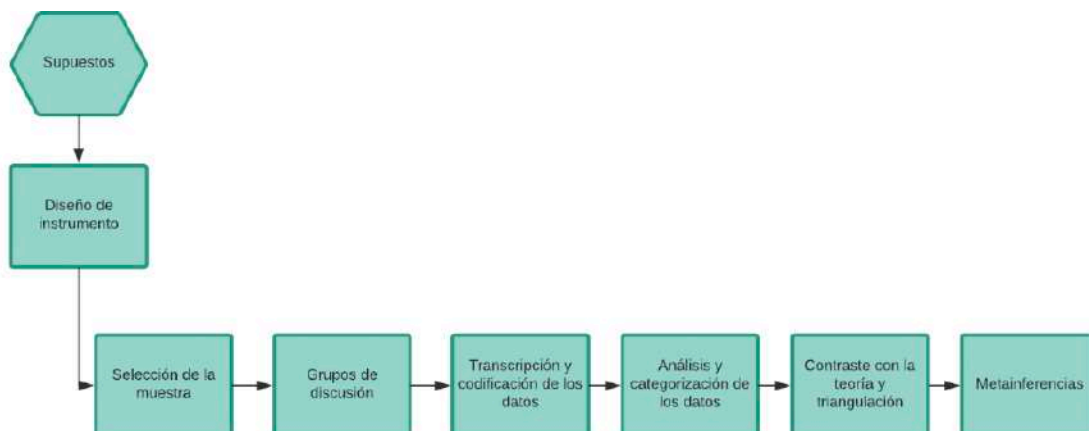 Supuestos
Diseño de
instrumento
Selección de la
muestra
Grupos de
discusión
Transcripción y
codificación de los
datos
Análisis y
categorización de
los datos
Contraste con la
teoría y
triangulación
Metainferencias